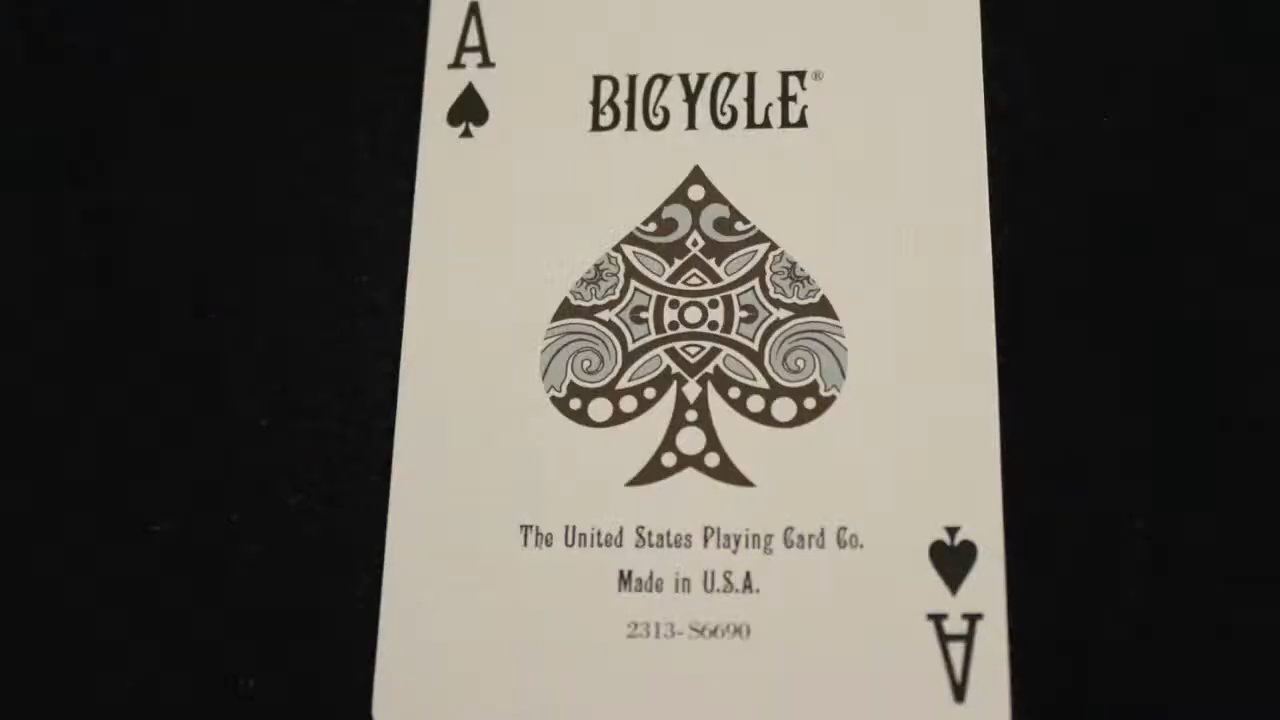 A
BICYCLE®
The United States Playing Card Co.
Made in U.S.A.
2313-S6690
A